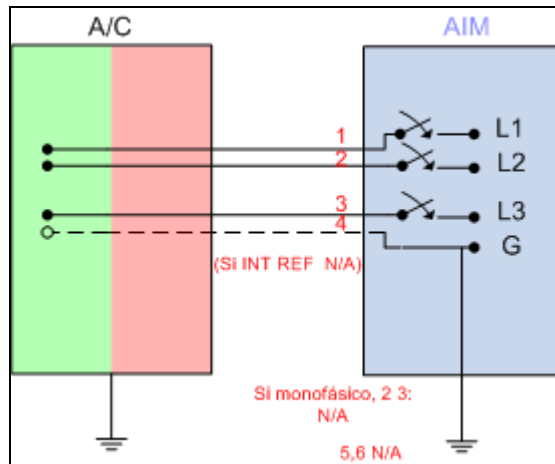 A/C
AIM
1
L1
2
L2
3
L3
4
G
(Si INT REF N/A)
Si monofásico, 2 3:
N/A
5,6 N/A